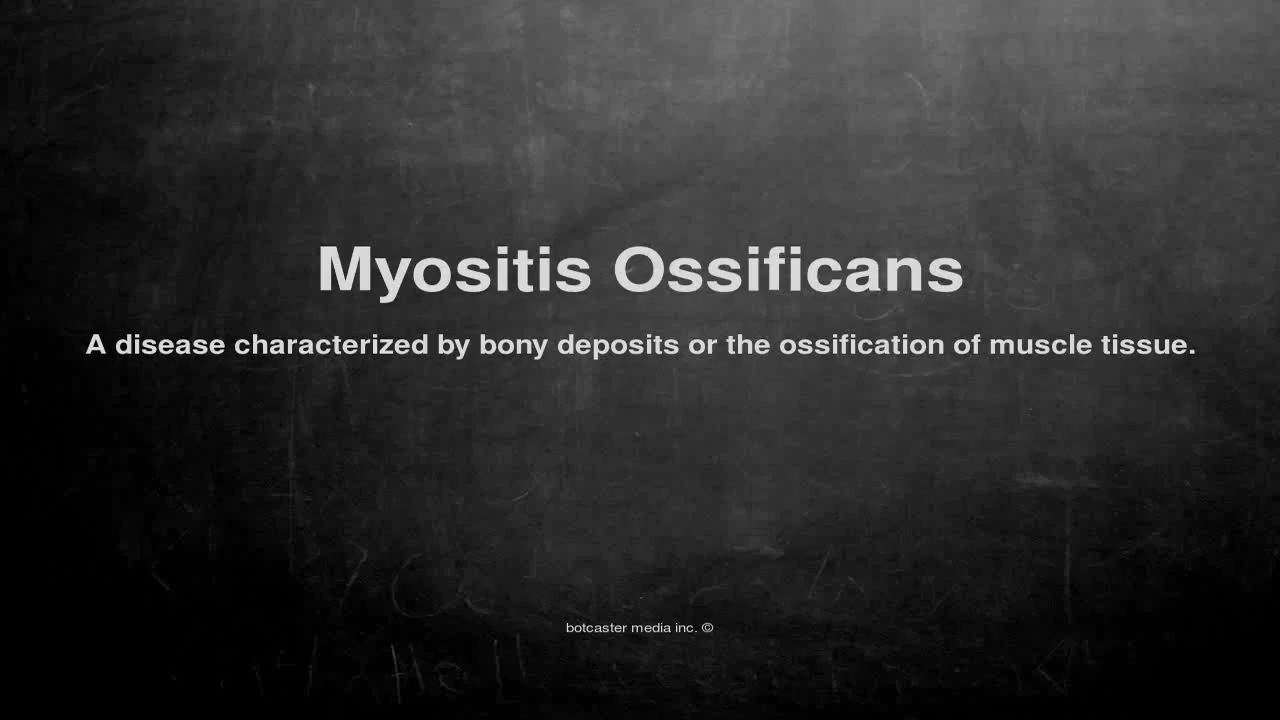 Myositis Ossificans
A disease characterized by bony deposits or the ossification of muscle tissue.
botcaster media inc. ©